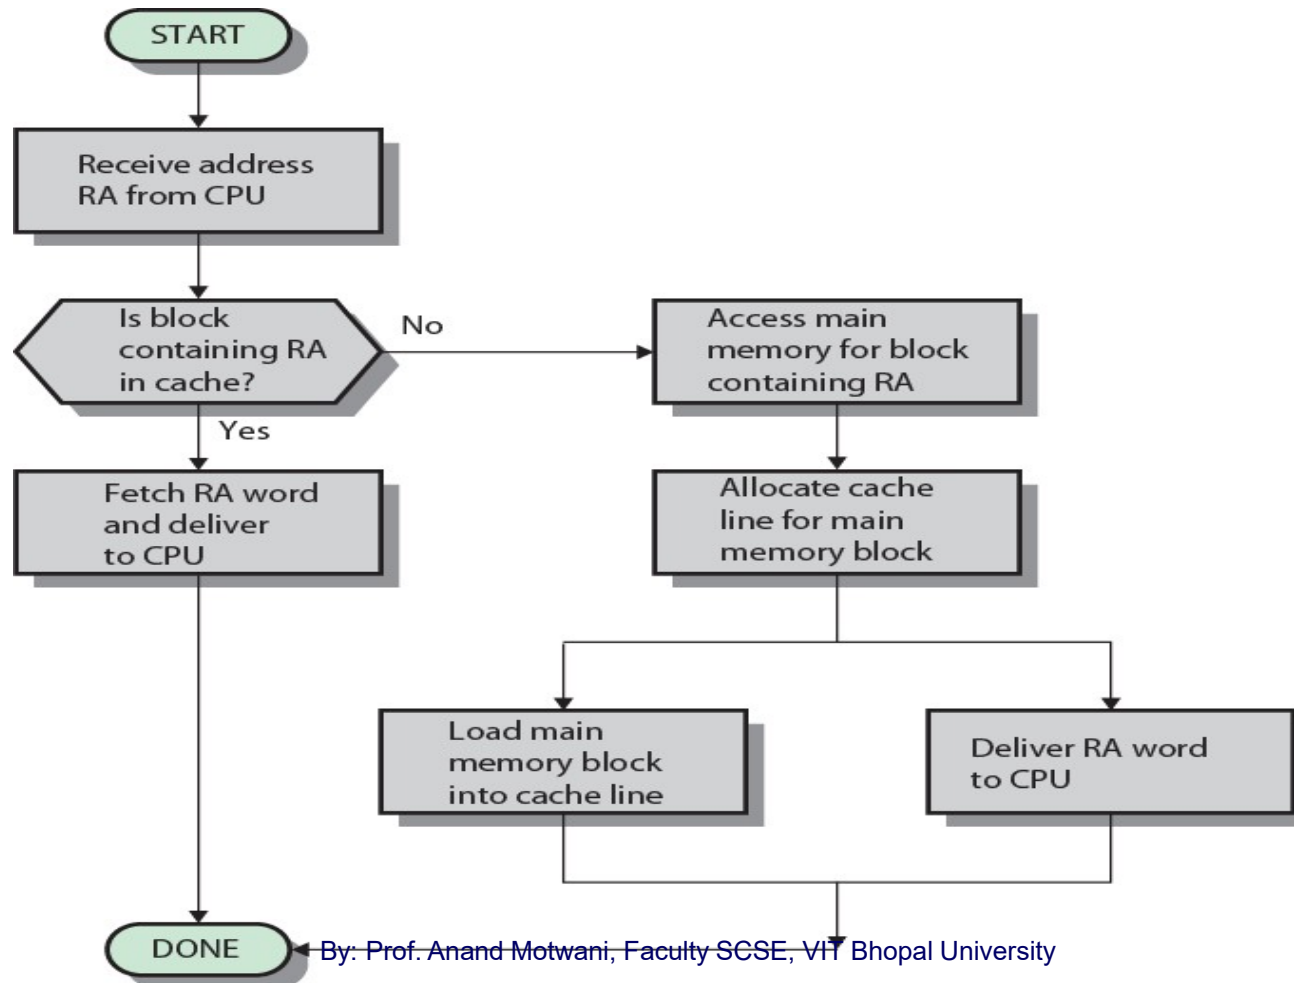 START
Receive address
RA from CPU
Is block
containing RA
in cache?
No
Yes
Access main
memory for block
containing RA
Fetch RA word
and deliver
to CPU
Allocate cache
line for main
memory block
Load main
memory block
into cache line
Deliver RA word
to CPU
DONE
By: Prof. Anand Motwani, Faculty SCSE, VIT Bhopal University